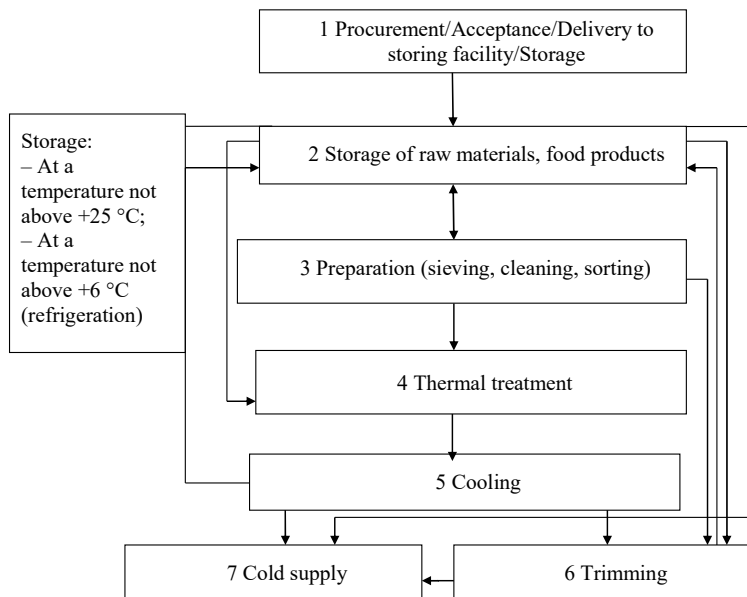 1 Procurement/Acceptance/Delivery to
storing facility/Storage
Storage:
– At a
temperature not
above +25 °C;
– At a
temperature not
above +6 °C
(refrigeration)
2 Storage of raw materials, food products
3 Preparation (sieving, cleaning, sorting)
4 Thermal treatment
5 Cooling
7 Cold supply
6 Trimming